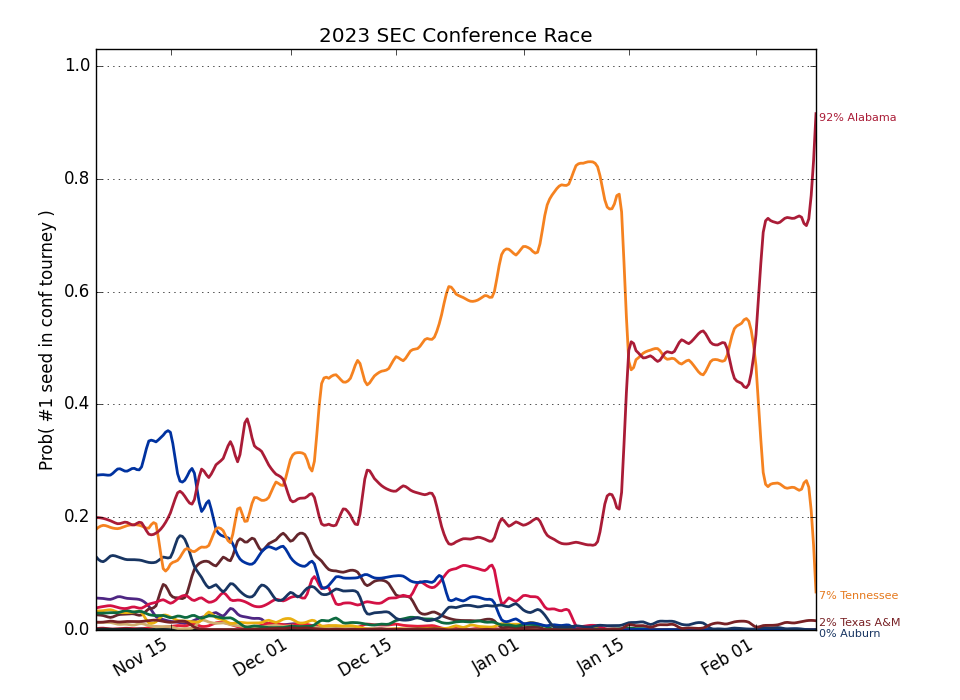 2023 SEC Conference Race
Prob( #1 seed in conf tourney )
1.0
0.8
0.6
0.4
0.2
0.0
Nov 15
Dec 01
Dec 15
Jan 01
Jan 15
Feb 01
92% Alabama
7% Tennessee
2% Texas A&M
0% Auburn